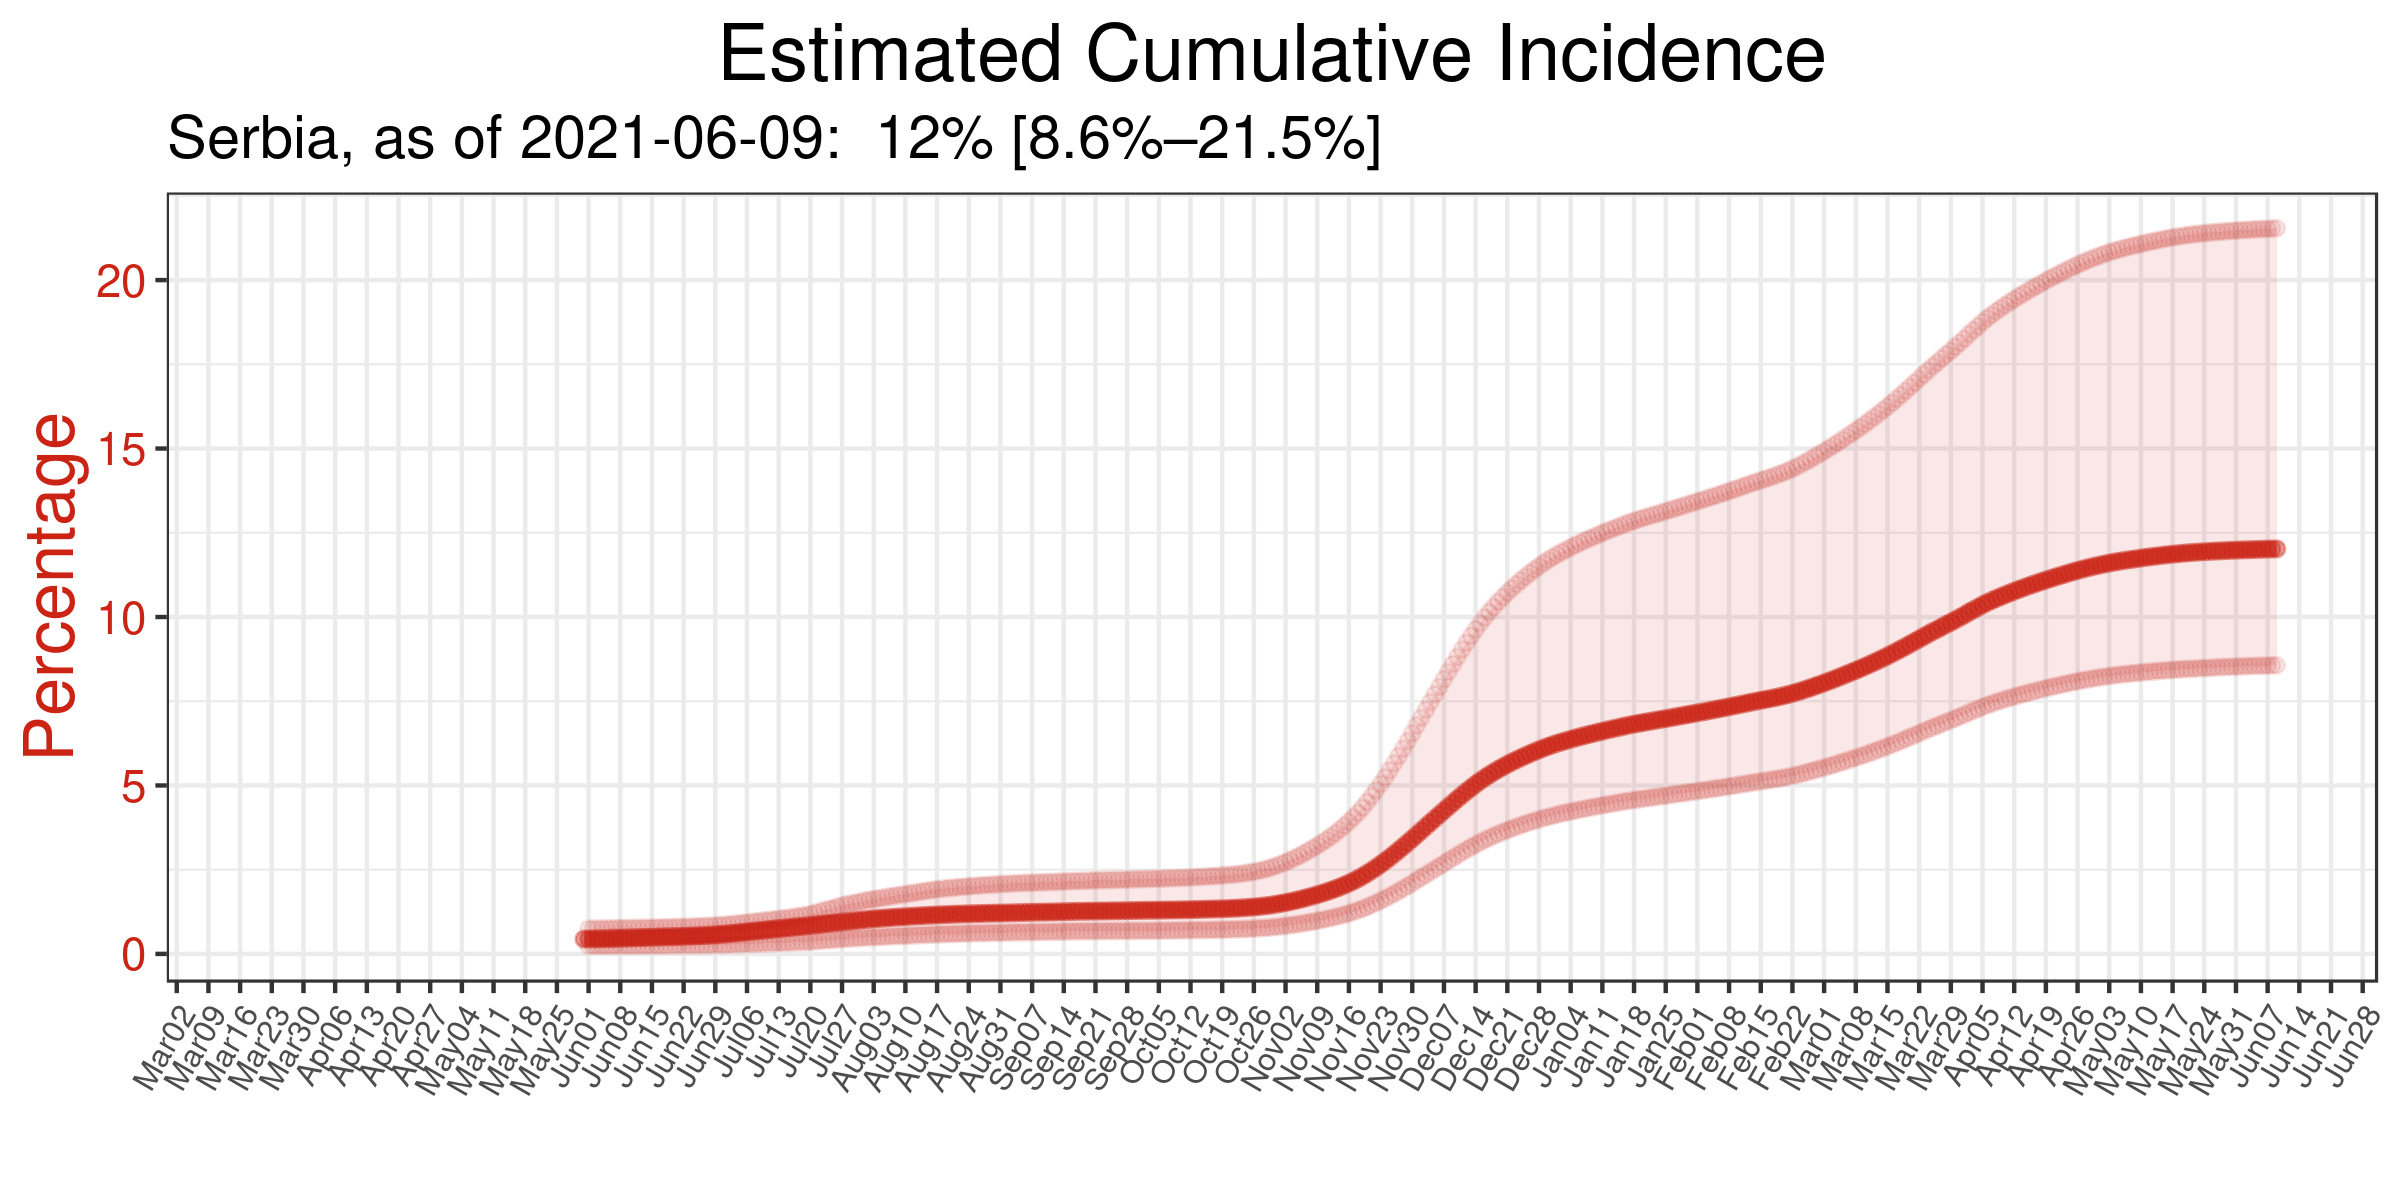 Estimated Cumulative Incidence
Serbia, as of 2021-06-09:  12% [8.6%–21.5%]
Percentage
20
15
10
5
0
Mar02
Mar09
Mar16
Mar23
Mar30
Apr06
Apr13
Apr20
Apr27
May04
May11
May18
May25
Jun01
Jun08
Jun15
Jun22
Jun29
Jul06
Jul13
Jul20
Jul27
Aug03
Aug10
Aug17
Aug24
Aug31
Sep07
Sep14
Sep21
Sep28
Oct05
Oct12
Oct19
Oct26
Nov02
Nov09
Nov16
Nov23
Nov30
Dec07
Dec14
Dec21
Dec28
Jan04
Jan11
Jan18
Jan25
Feb01
Feb08
Feb15
Feb22
Mar01
Mar08
Mar15
Mar22
Mar29
Apr05
Apr12
Apr19
Apr26
May03
May10
May17
May24
May31
Jun07
Jun14
Jun21
Jun28